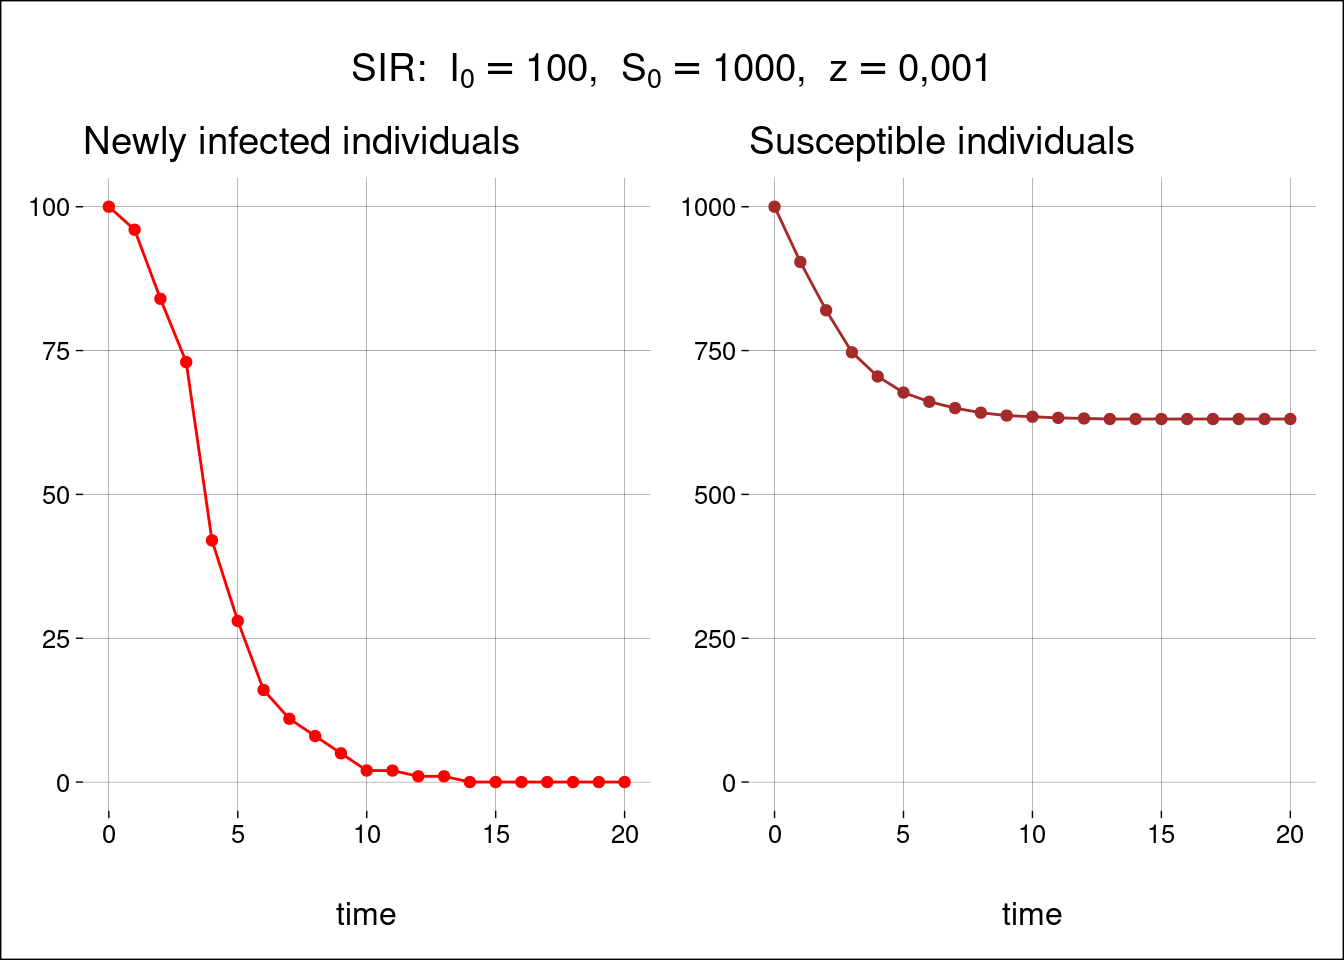 SIR: I₀ = 100, S₀ = 1000, z = 0,001
Newly infected individuals
100
75
50
25
0
0 5 10 15 20
time
Susceptible individuals
1000
750
500
250
0
0 5 10 15 20
time